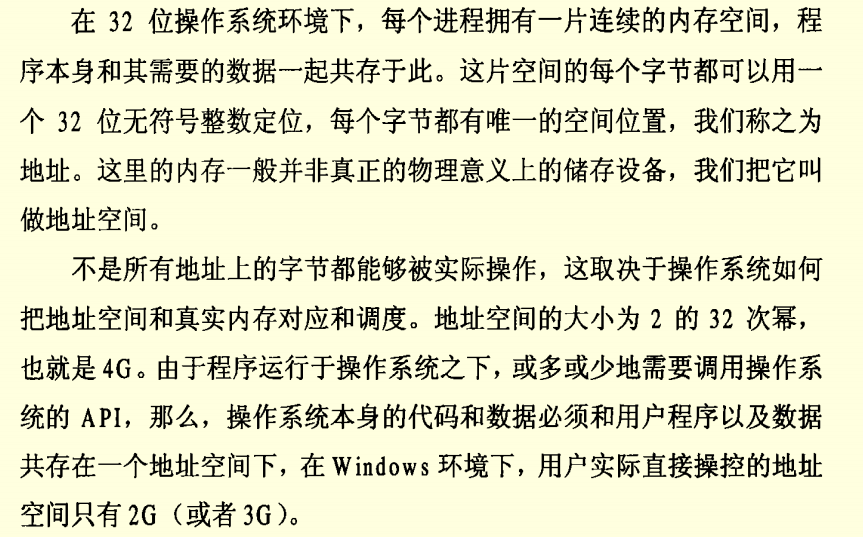 在 32 位操作系统环境下，每个进程拥有一片连续的内存空间，程
序本身和其需要的数据一起共存于此。这片空间的每个字节都可以用一
个 32 位无符号整数定位，每个字节都有唯一的空间位置，我们称之为
地址。这里的内存一般并非真正的物理意义上的储存设备，我们把它叫
做地址空间。
不是所有地址上的字节都能够被实际操作，这取决于操作系统如何
把地址空间和真实内存对应和调度。地址空间的大小为 2 的 32 次幂，
也就是 4G。由于程序运行于操作系统之下，或多或少地需要调用操作系
统的 API，那么，操作系统本身的代码和数据必须和用户程序以及数据
共存在一个地址空间下，在 Windows 环境下，用户实际直接操控的地址
空间只有 2G（或者 3G）。